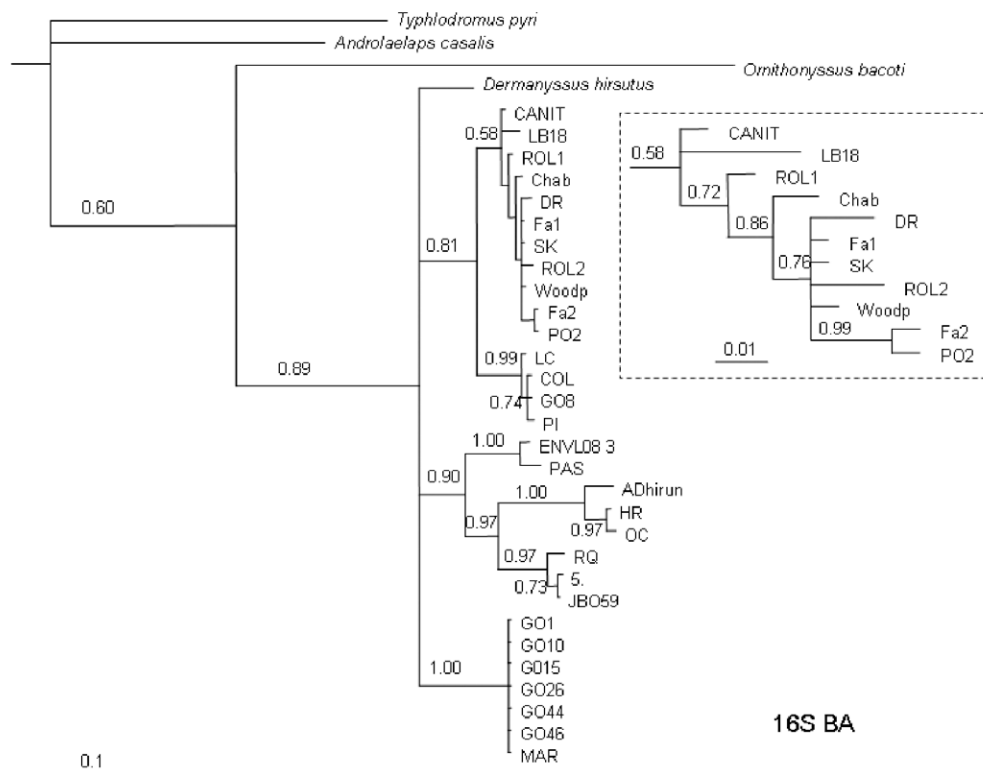 Typhlodromus pyri
Androlaelaps casalis
Ornithonyssus bacoti
Dermanyssus hirsutus
CANIT
0.58
LB18
ROL1
Chab
DR
0.60
Fa1
SK
0.81
ROL2
Woodp
Fa2
PO2
0.99
LC
0.89
COL
0.74
GO8
PI
1.00
ENVL08 3
0.90
PAS
1.00
ADhirun
HR
0.97
0.97
OC
0.97
RQ
0.73
5.
JBO59
GO1
GO10
1.00
G015
GO26
GO44
GO46
MAR
0.1
CANIT
0.58
LB18
0.72
ROL1
Chab
0.86
DR
Fa1
0.76
SK
ROL2
Woodp
0.99
Fa2
0.01
PO2
16S BA